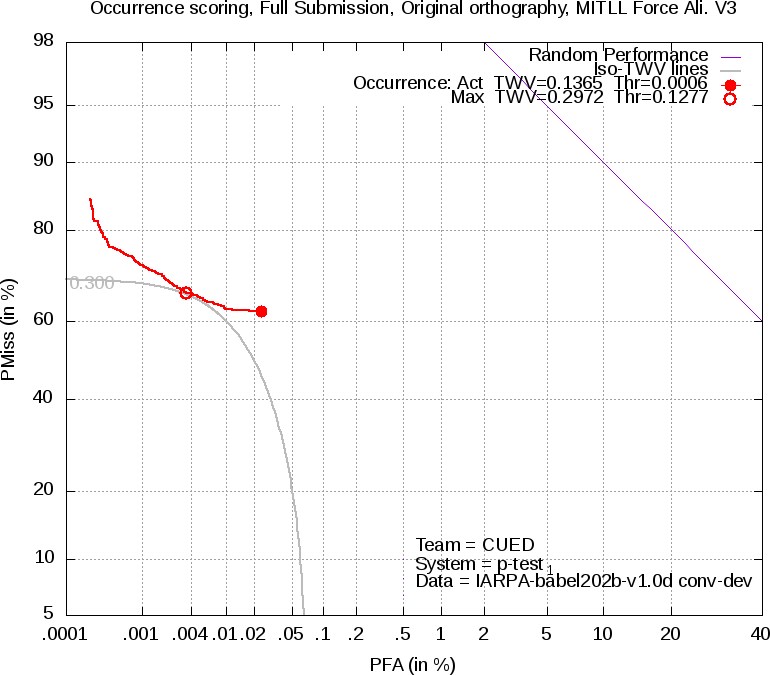 Occurrence scoring, Full Submission, Original orthography, MITLL Force Ali. V3
98
95
90
80
60
40
20
10
5
PMiss (in %)
Random Performance
Iso-TWV lines
Occurrence: Act TWV=0.1365 Thr=0.0006
Max TWV=0.2972 Thr=0.1277
0.300
Team = CUED
System = p-test 1
Data = IARPA-babel202b-v1.0d conv-dev
.0001 .001 .004 .01 .02 .05 .1 .2 .5 1 2 5 10 20 40
PFA (in %)